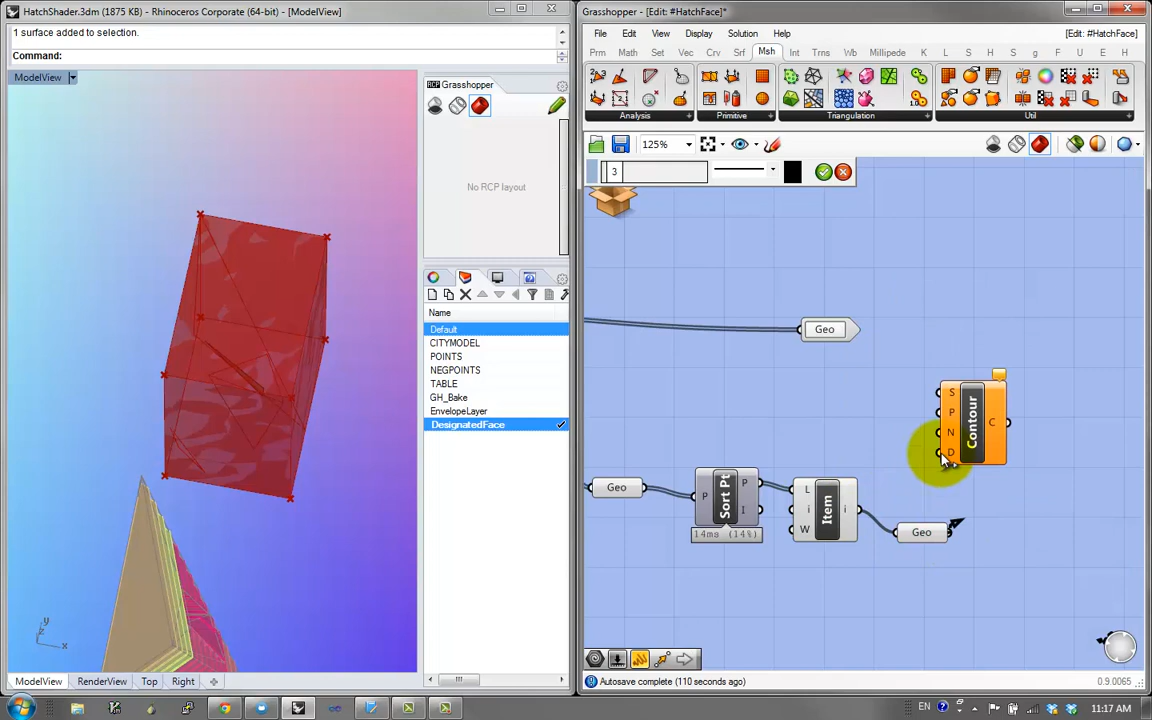 HatchShader.3dm (1875 KB) - Rhinoceros Corporate (64-bit) - [ModelView]
1 surface added to selection.
Command:
ModelView
Grasshopper
No RCP layout
Name
Default
CITYMODEL
POINTS
NEGPOINTS
TABLE
GH_Bake
EnvelopeLayer
DesignatedFace
y
z
x
ModelView RenderView Top Right
Grasshopper - [Edit: #HatchFace]*
File Edit View Display Solution Help [Edit: #HatchFace]
Prm Math Set Vec Crv Srf Msh Int Trns Wb Millipede K L S H S g f M U E H
Analysis Primitive Triangulation Util
125%
3
Geo
S
P
N
D
Contour
C
Geo
P
Sort Pt
P
I
14ms (14%)
L
i
W
Item
i
Geo
Autosave complete (110 seconds ago) 0.9.0065
EN 11:17 AM